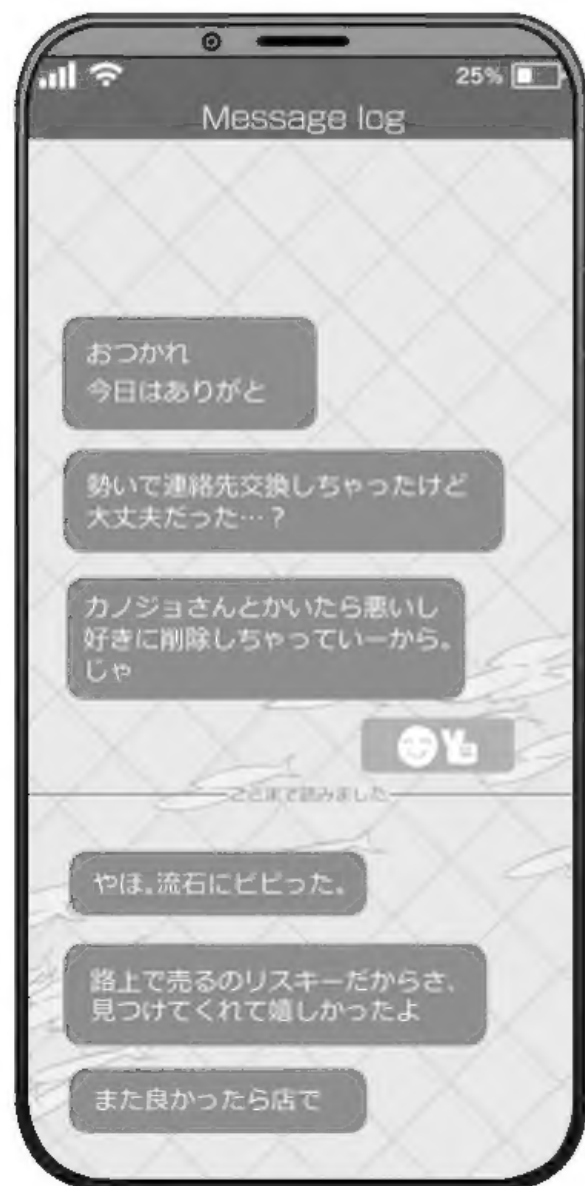 25%
Message log
おつかれ
今日はありがと
勢いで連絡先交換しちゃったけど
大丈夫だった…？
カノジョさんとかいたら悪いし
好きに削除しちゃっていーから。
じゃ
ここまで読みました
やほ。流石にビビった。
路上で売るのリスキーだからさ、
見つけてくれて嬉しかったよ
また良かったら店で